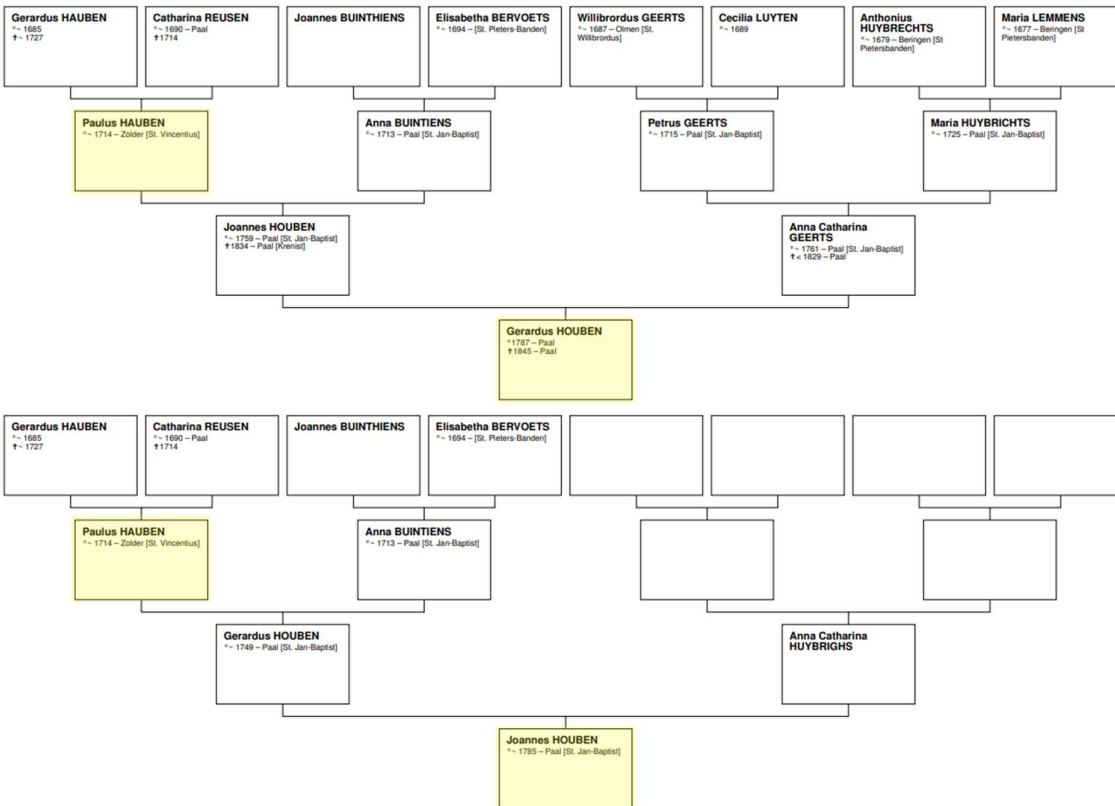 Gerardus HAUBEN
*~ 1685
✝~ 1727
Catharina REUSEN
*~ 1690 – Paal
✝1714
Joannes BUINTHIENS
Elisabetha BERVOETS
*~ 1694 – [St. Pieters-Banden]
Willibrordus GEERTS
*~ 1687 – Olmen [St.
Willibrordus]
Cecilia LUYTEN
*~ 1689
Anthonius
HUYBRECHTS
*~ 1679 – Beringen [St
Pietersbanden]
Maria LEMMENS
*~ 1677 – Beringen [St
Pietersbanden]
Paulus HAUBEN
*~ 1714 – Zolder [St. Vincentius]
Anna BUINTIENS
*~ 1713 – Paal [St. Jan-Baptist]
Petrus GEERTS
*~ 1715 – Paal [St. Jan-Baptist]
Maria HUYBRICHTS
*~ 1725 – Paal [St. Jan-Baptist]
Joannes HOUBEN
*~ 1759 – Paal [St. Jan-Baptist]
✝1834 – Paal [Krenist]
Anna Catharina
GEERTS
*~ 1761 – Paal [St. Jan-Baptist]
✝< 1829 – Paal
Gerardus HOUBEN
*1787 – Paal
✝1845 – Paal
Gerardus HAUBEN
*~ 1685
✝~ 1727
Catharina REUSEN
*~ 1690 – Paal
✝1714
Joannes BUINTHIENS
Elisabetha BERVOETS
*~ 1694 – [St. Pieters-Banden]
Paulus HAUBEN
*~ 1714 – Zolder [St. Vincentius]
Anna BUINTIENS
*~ 1713 – Paal [St. Jan-Baptist]
Gerardus HOUBEN
*~ 1749 – Paal [St. Jan-Baptist]
Anna Catharina
HUYBRIGHS
Joannes HOUBEN
*~ 1785 – Paal [St. Jan-Baptist]